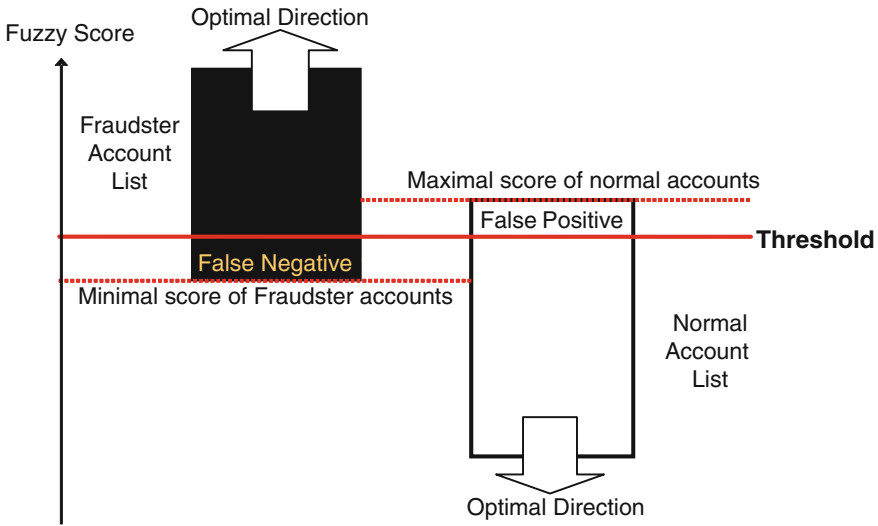 Optimal Direction
Fuzzy Score
Fraudster
Account
List
Maximal score of normal accounts
False Positive
Threshold
False Negative
Minimal score of Fraudster accounts
Normal
Account
List
Optimal Direction